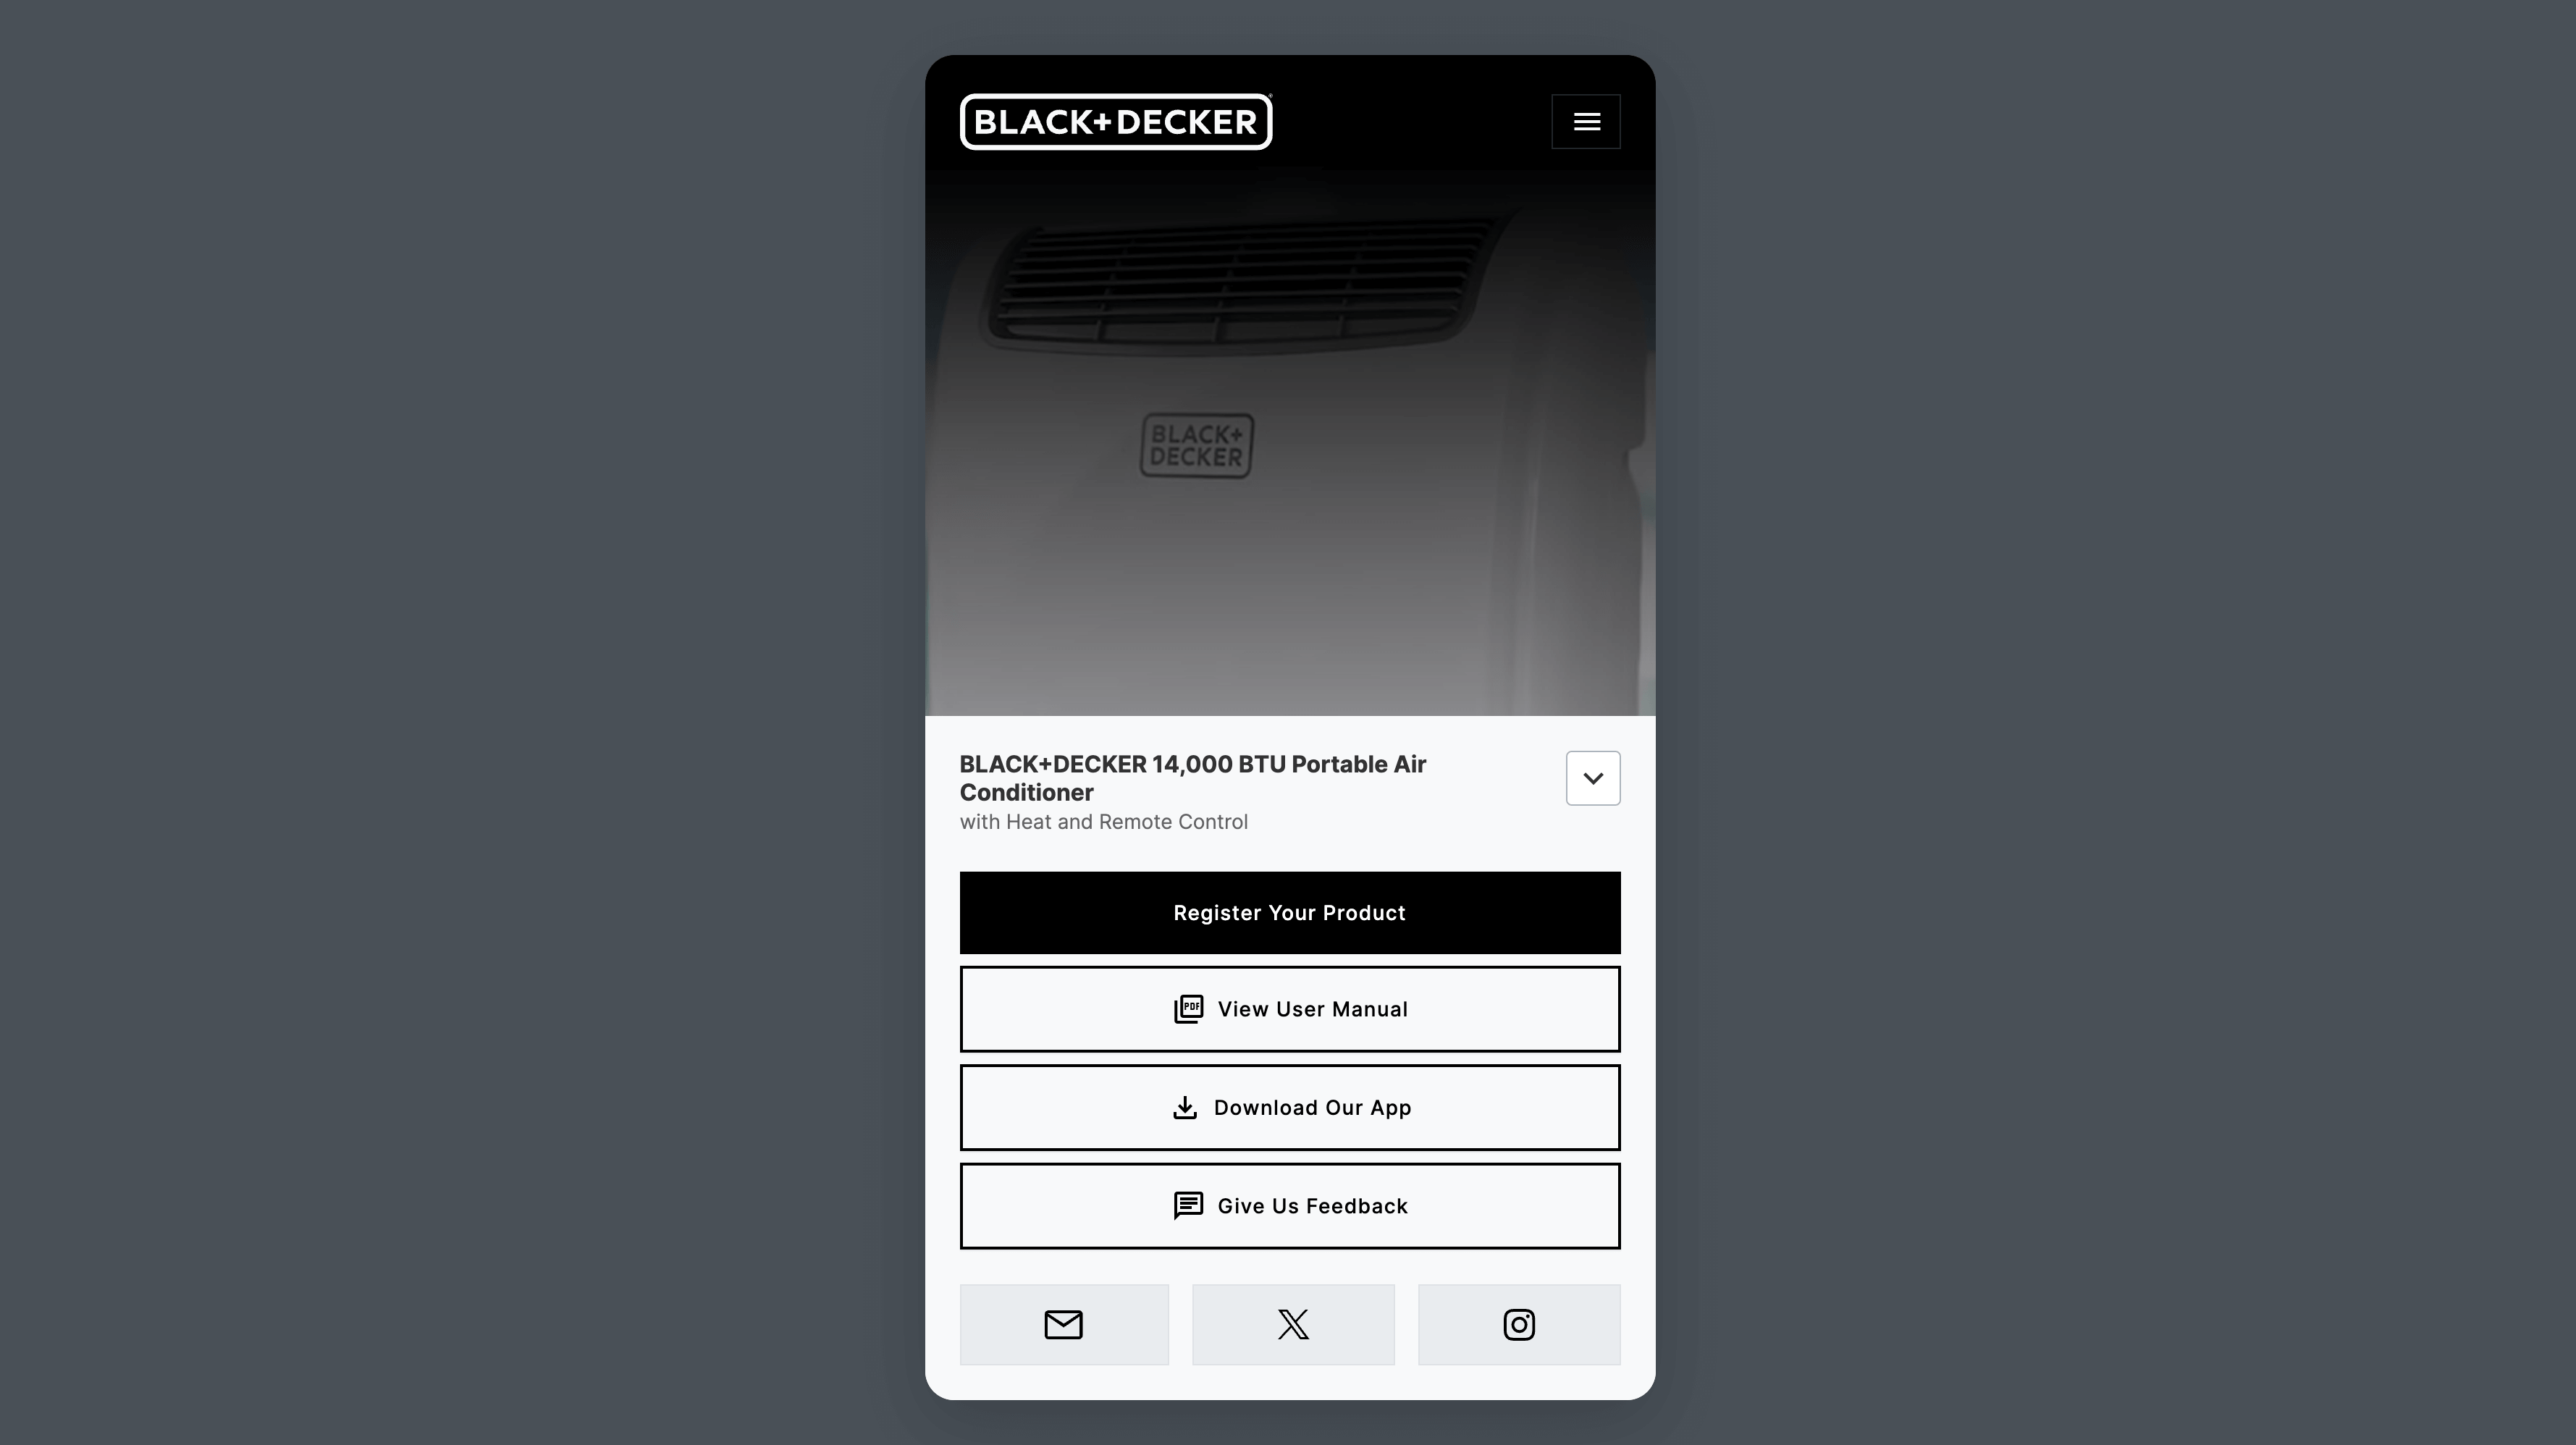 BLACK+DECKER
BLACK+
DECKER
BLACK+DECKER 14,000 BTU Portable Air
Conditioner
with Heat and Remote Control
Register Your Product
PDF
View User Manual
Download Our App
Give Us Feedback